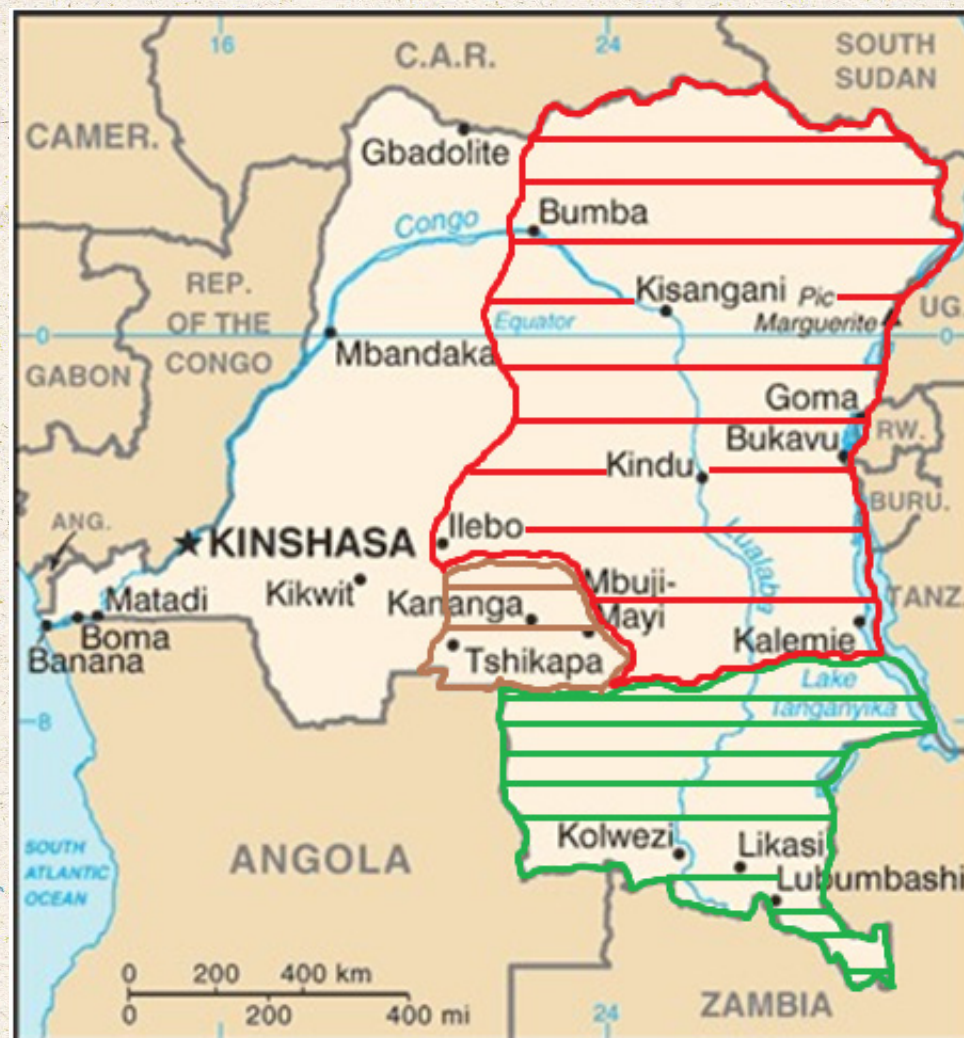 16
24
C.A.R.
SOUTH
SUDAN
CAMER.
Gbadolite
Congo
Bumba
REP.
OF THE
CONGO
Kisangani
Pic
Marguerite
UG.
Equator
0
0
Mbandaka
GABON
Goma
RW.
Bukavu
Kindu
BURU.
ANG.
Ilebo
KINSHASA
Lualaba
Kikwit
Kananga
Mbuji-
Mayi
TANZ.
Matadi
Boma
Banana
Kalemie
Tshikapa
Lake
Tanganyika
8
Kolwezi
Likasi
Lubumbashi
SOUTH
ATLANTIC
OCEAN
ANGOLA
0 200 400 km
0 200 400 mi
24
ZAMBIA